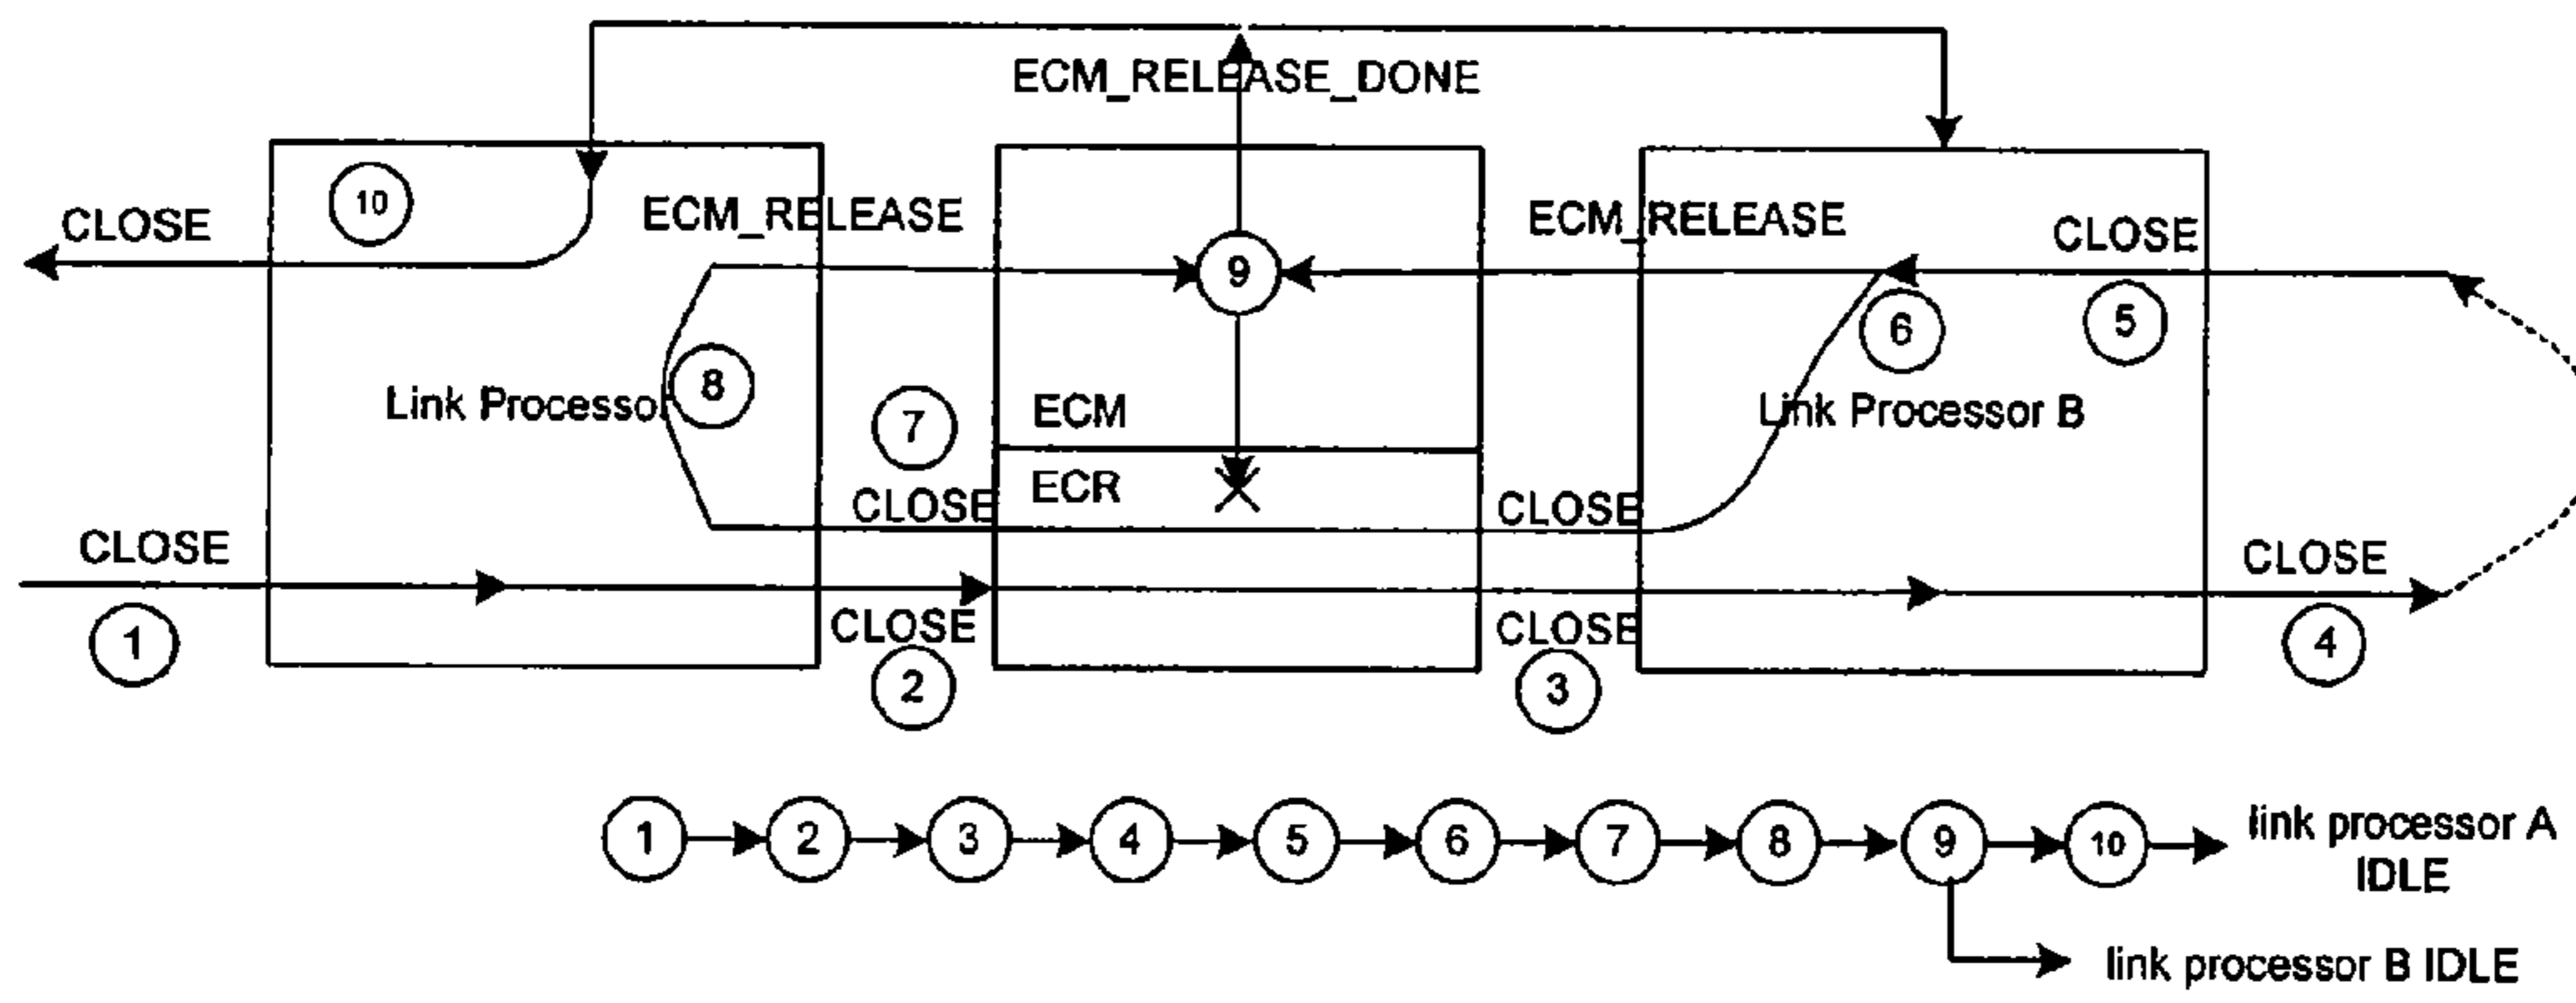 ECM_RELEASE_DONE
10
CLOSE
ECM_RELEASE
ECM_RELEASE
CLOSE
9
5
6
8
Link Processo
7
ECM
Link Processor B
ECR
CLOSE
CLOSE
CLOSE
CLOSE
1
CLOSE
2
CLOSE
3
4
1 2 3 4 5 6 7 8 9 10
link processor A
IDLE
link processor B IDLE